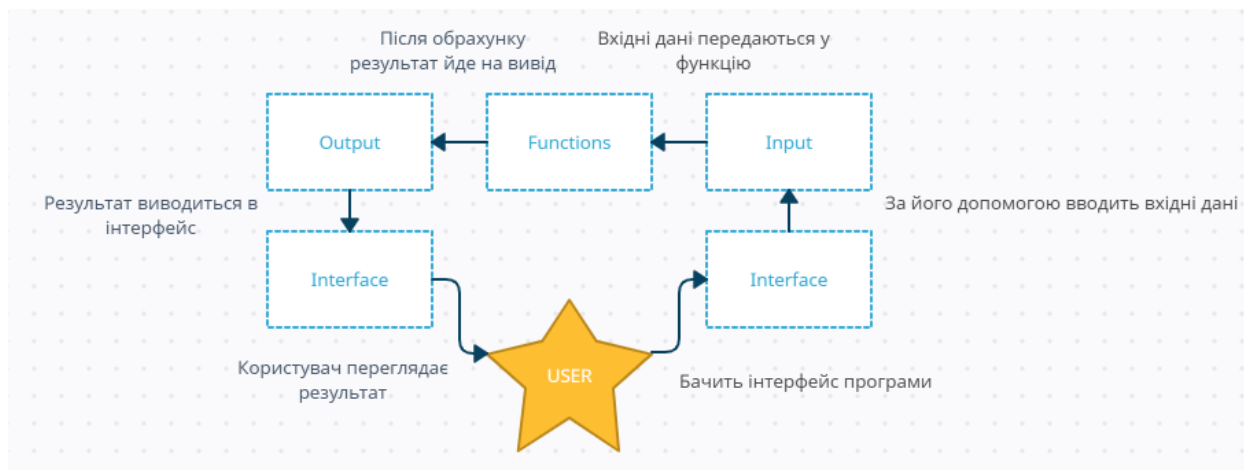 Після обрахунку
результат йде на вивід
Вхідні дані передаються у
функцію
Output
Functions
Input
Результат виводиться в
інтерфейс
За його допомогою вводить вхідні дані
Interface
Interface
Користувач переглядає
результат
USER
Бачить інтерфейс програми